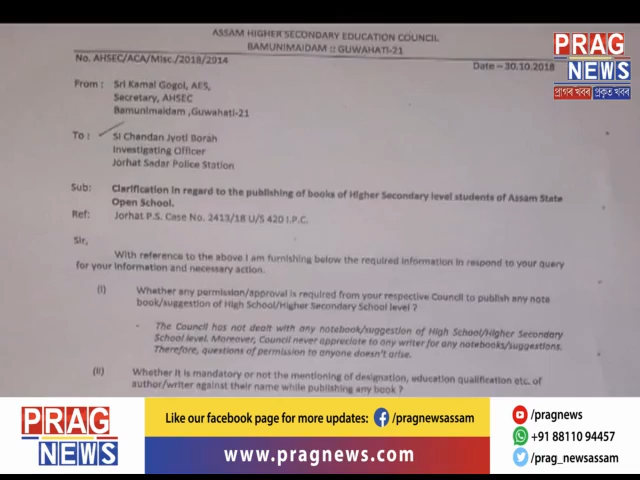 ASSAM HIGHER SECONDARY EDUCATION COUNCIL
BAMUNIMAIDAM :: GUWAHATI-21
No. AHSEC/ACA/Misc./2018/2914
Date – 30.10.2018
From : Sri Kamal Gogoi, AES,
Secretary, AHSEC
Bamunimaidam, Guwahati-21
To : SI Chandan Jyoti Borah
Investigating Officer
Jorhat Sadar Police Station
Sub: Clarification in regard to the publishing of books of Higher Secondary level students of Assam State
Open School.
Ref: Jorhat P.S. Case No. 2413/18 U/S 420 I.P.C.
Sir,
With reference to the above I am furnishing below the required information in respond to your query
for your information and necessary action.
(i) Whether any permission/approval is required from your respective Council to publish any note
book/suggestion of High School/Higher Secondary School level ?
- The Council has not dealt with any notebook/suggestion of High School/Higher Secondary
School level. Moreover, Council never appreciate to any writer for any notebooks/suggestions.
Therefore, questions of permission to anyone doesn't arise.
(ii) Whether it is mandatory or not the mentioning of designation, education qualification etc. of
author/writer against their name while publishing any book ?
PRAG
NEWS
প্ৰাগৰ খবৰ প্ৰকৃত খবৰ
PRAG
NEWS
Like our facebook page for more updates: f /pragnewsassam
www.pragnews.com
/pragnews
+91 88110 94457
/prag_newsassam